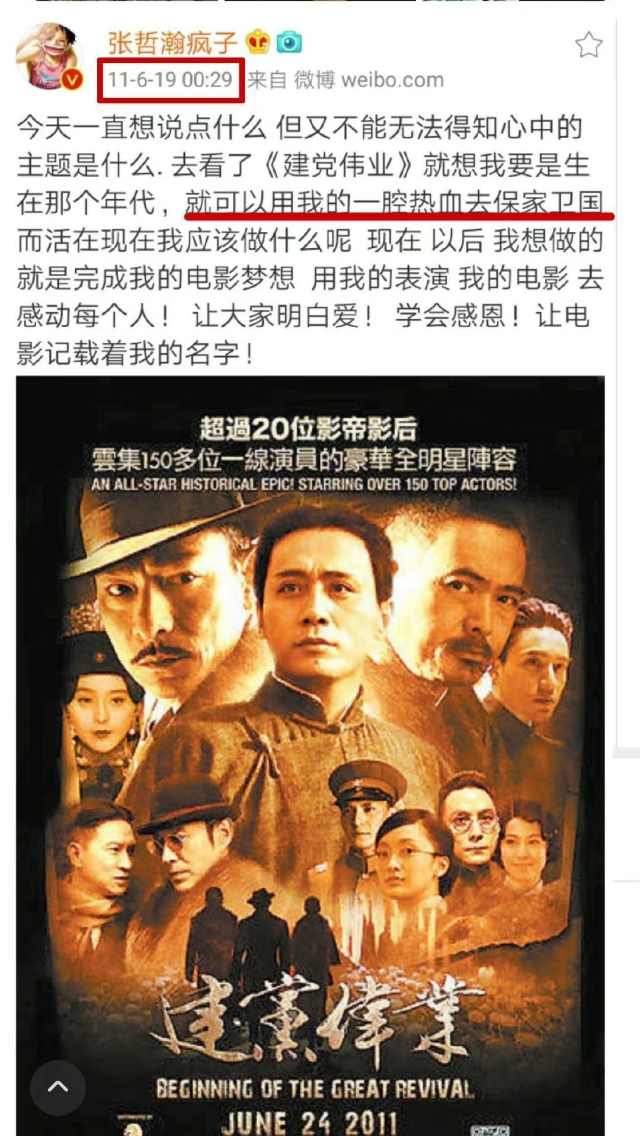 张哲瀚疯子
11-6-19 00:29 来自 微博 weibo.com
今天一直想说点什么 但又不能无法得知心中的
主题是什么. 去看了《建党伟业》就想我要是生
在那个年代，就可以用我的一腔热血去保家卫国
而活在现在我应该做什么呢 现在 以后 我想做的
就是完成我的电影梦想 用我的表演 我的电影 去
感动每个人！ 让大家明白爱！ 学会感恩！让电
影记载着我的名字！
超過20位影帝影后
雲集150多位一線演員的豪華全明星陣容
AN ALL-STAR HISTORICAL EPIC! STARRING OVER 150 TOP ACTORS!
建黨偉業
BEGINNING OF THE GREAT REVIVAL
JUNE 24 2011